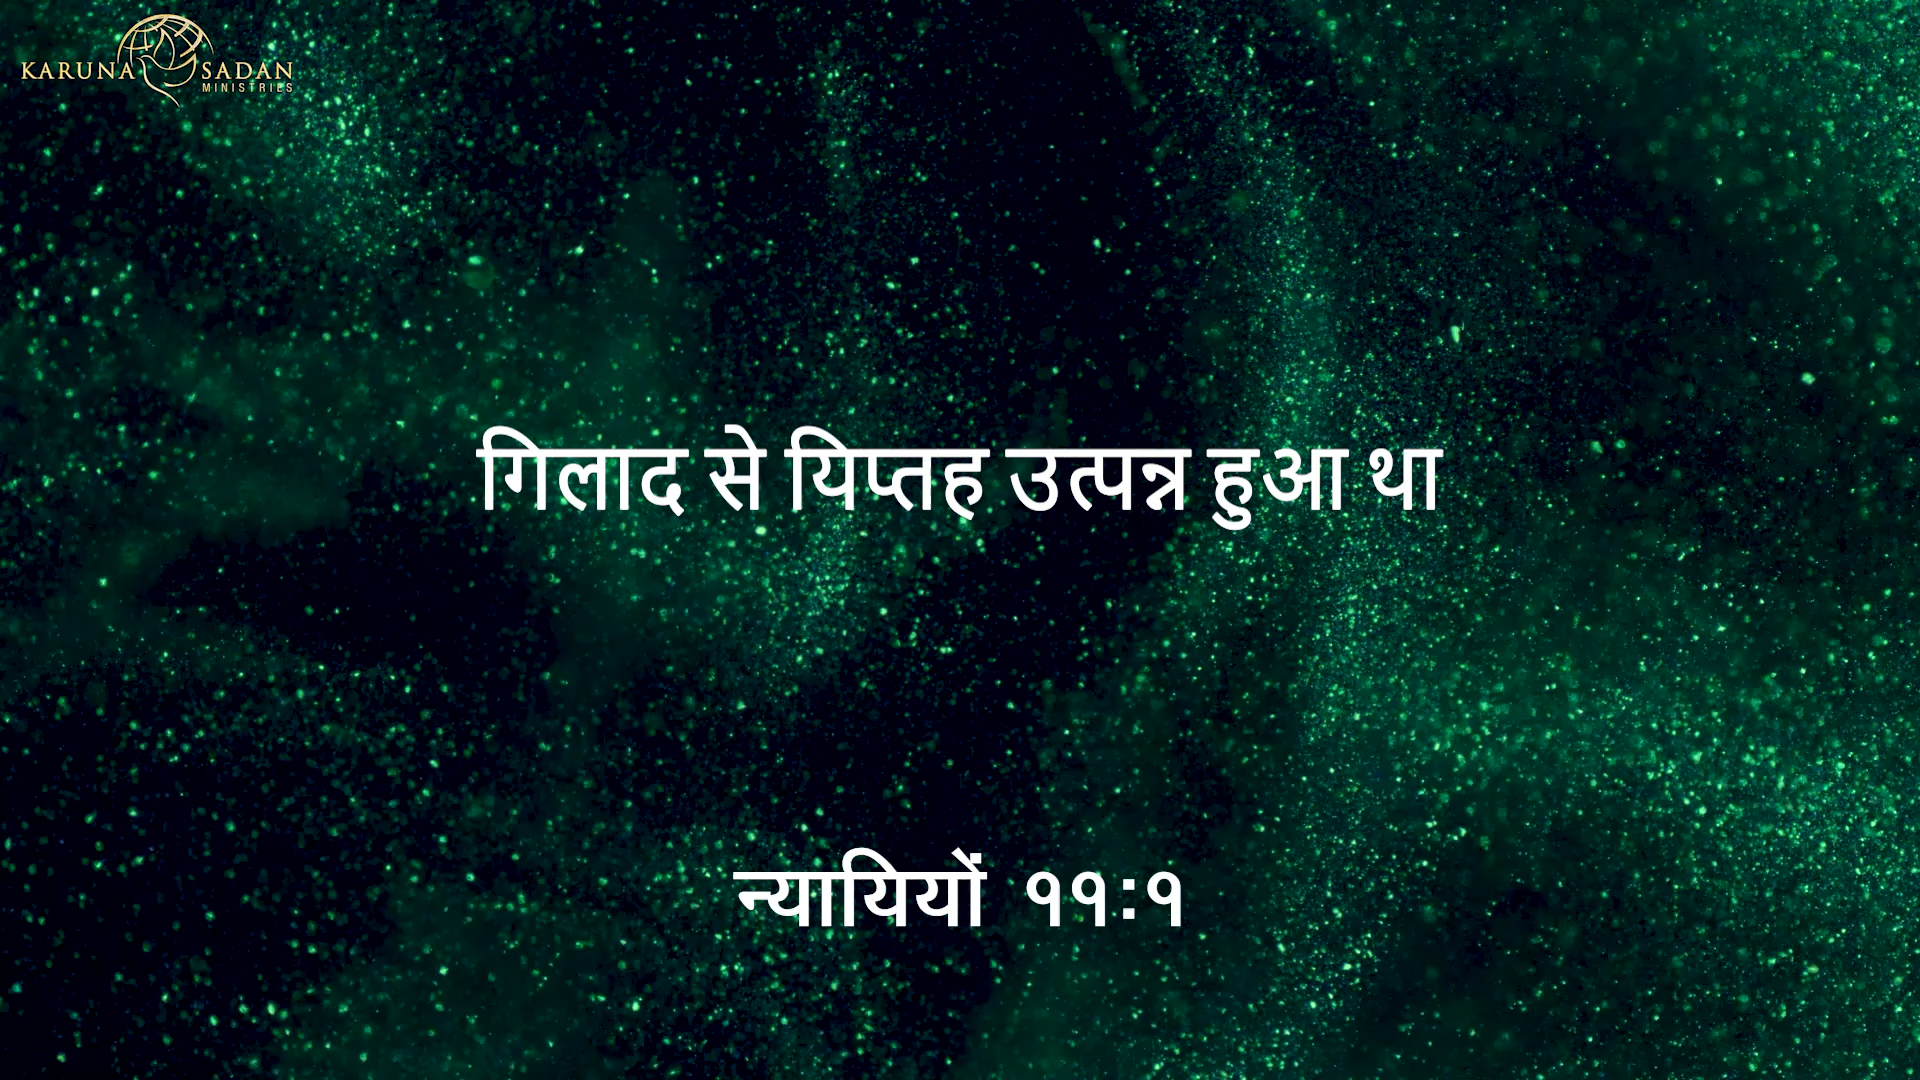 KARUNA SADAN
MINISTRIES
गिलाद से यिप्तह उत्पन्न हुआ था
न्यायियों ११:१